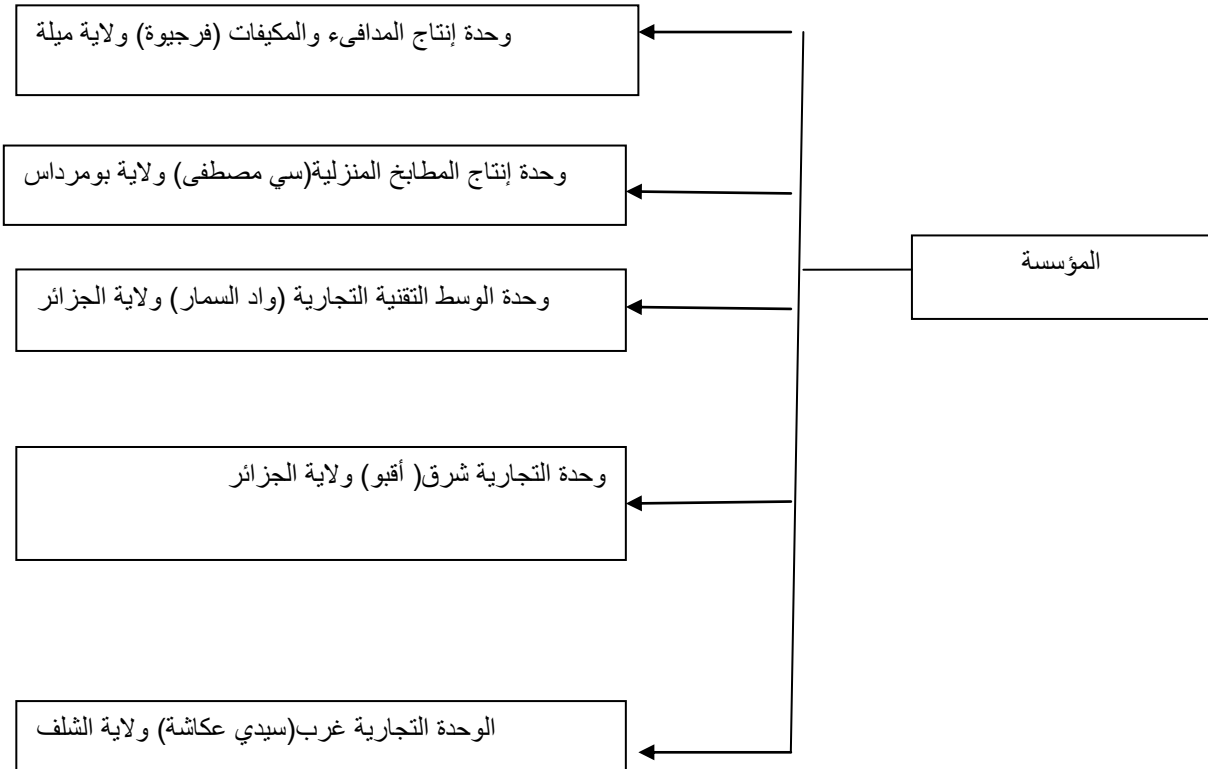 وحدة إنتاج المدافىء والمكيفات (فرجيوة) ولاية ميلة
وحدة إنتاج المطابخ المنزلية(سي مصطفى) ولاية بومرداس
المؤسسة
وحدة الوسط التقنية التجارية (واد السمار) ولاية الجزائر
وحدة التجارية شرق( أقبو) ولاية الجزائر
الوحدة التجارية غرب(سيدي عكاشة) ولاية الشلف